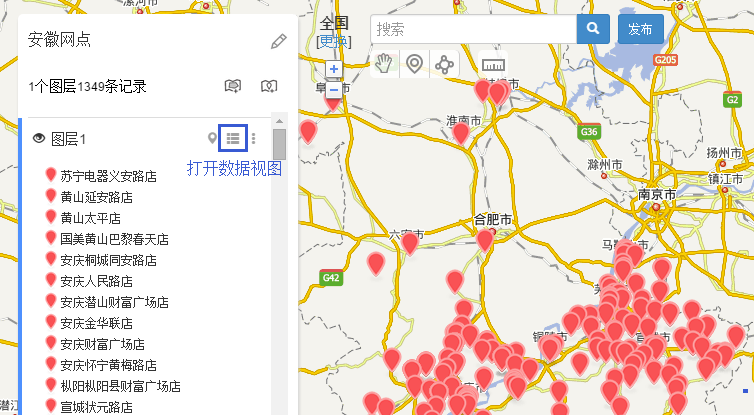 漯河市
安徽网点
1个图层1349条记录
图层1
打开数据视图
苏宁电器义安路店
黄山延安路店
黄山太平店
国美黄山巴黎春天店
安庆桐城同安路店
安庆人民路店
安庆潜山财富广场店
安庆金华联店
安庆财富广场店
安庆怀宁黄梅路店
枞阳枞阳县财富广场店
宣城状元路店
全国
[更换]
搜索
发布
G205
G2
淮南市
G36
滁州市
扬州市
镇江市
南京市
合肥市
六安市
G42
铜陵市
潜江